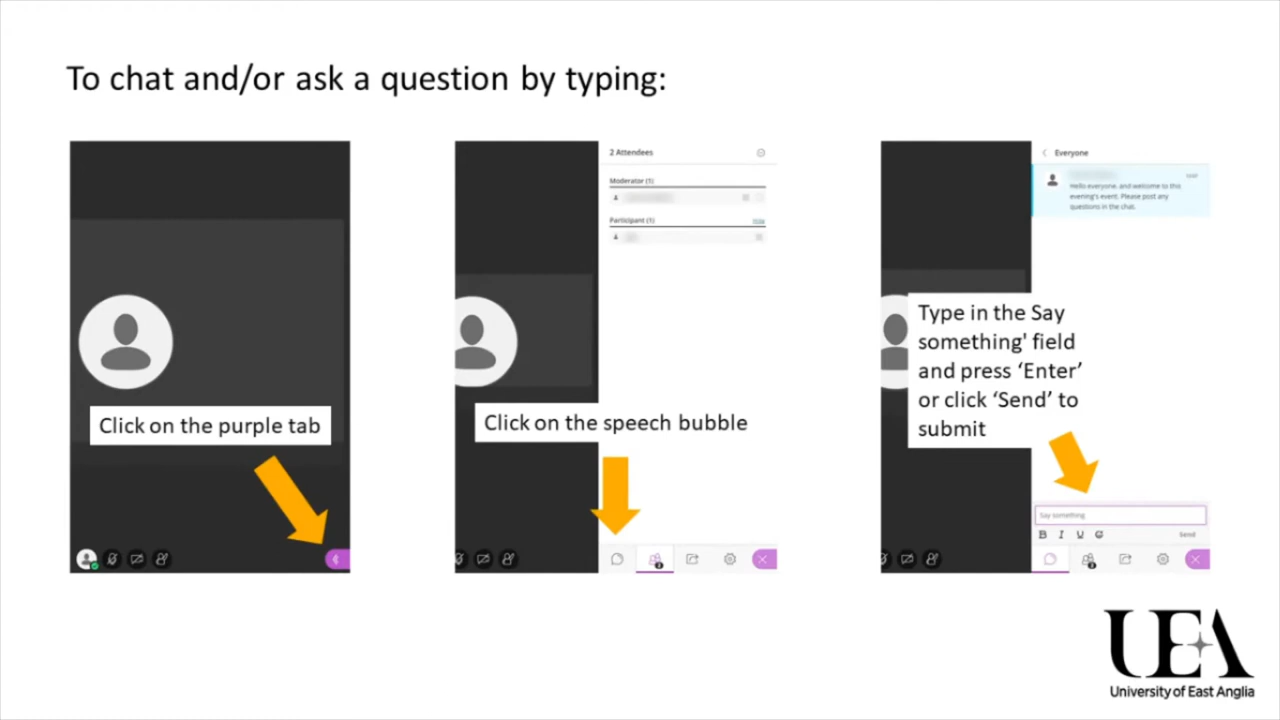 To chat and/or ask a question by typing:
Click on the purple tab
2 Attendees
Moderator (1)
Participant (1)
Click on the speech bubble
Everyone
Hello everyone, and welcome to this
evening's event. Please post any
questions in the chat.
Type in the Say
something' field
and press ‘Enter’
or click ‘Send’ to
submit
Say something
B I U
Send
UEA
University of East Anglia